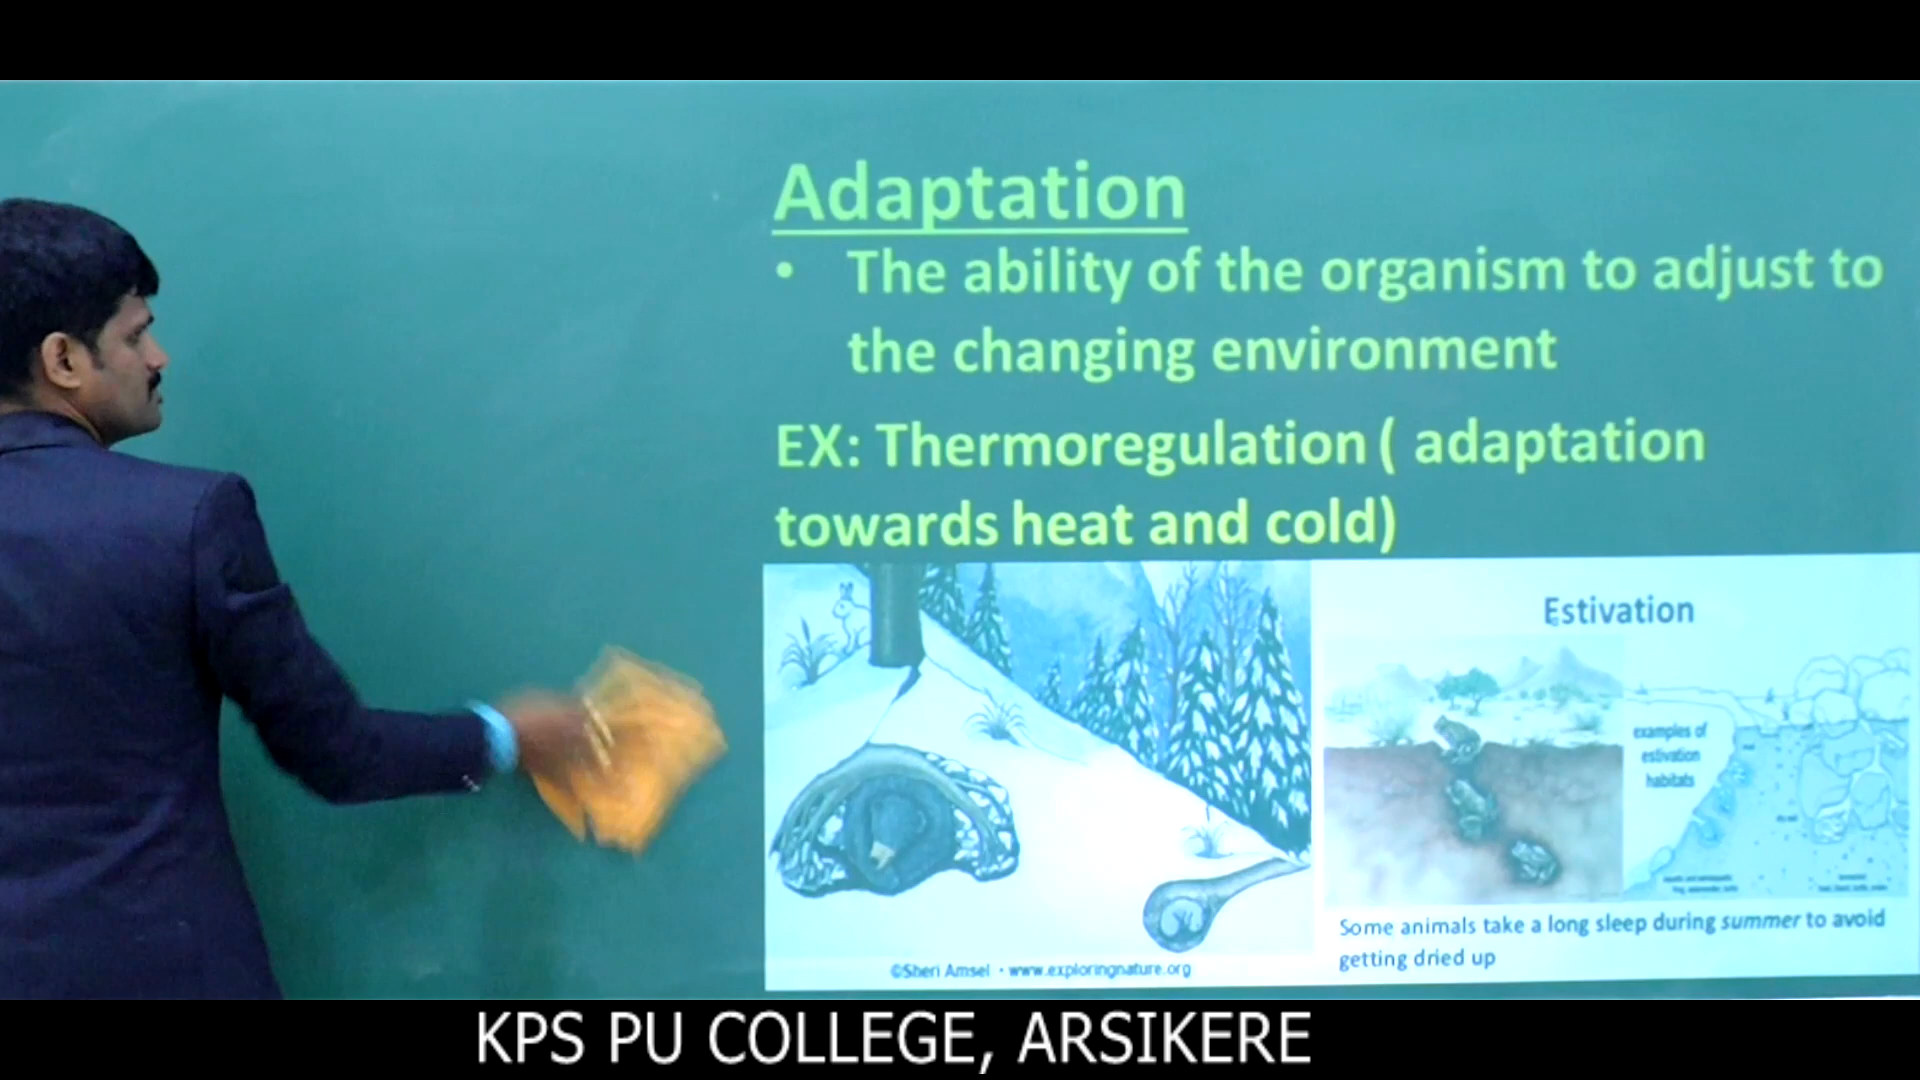 Adaptation
• The ability of the organism to adjust to
the changing environment
EX: Thermoregulation ( adaptation
towards heat and cold)
Estivation
examples of
estivation
habitats
©Sheri Amsel • www.exploringnature.org
Some animals take a long sleep during summer to avoid
getting dried up
KPS PU COLLEGE, ARSIKERE